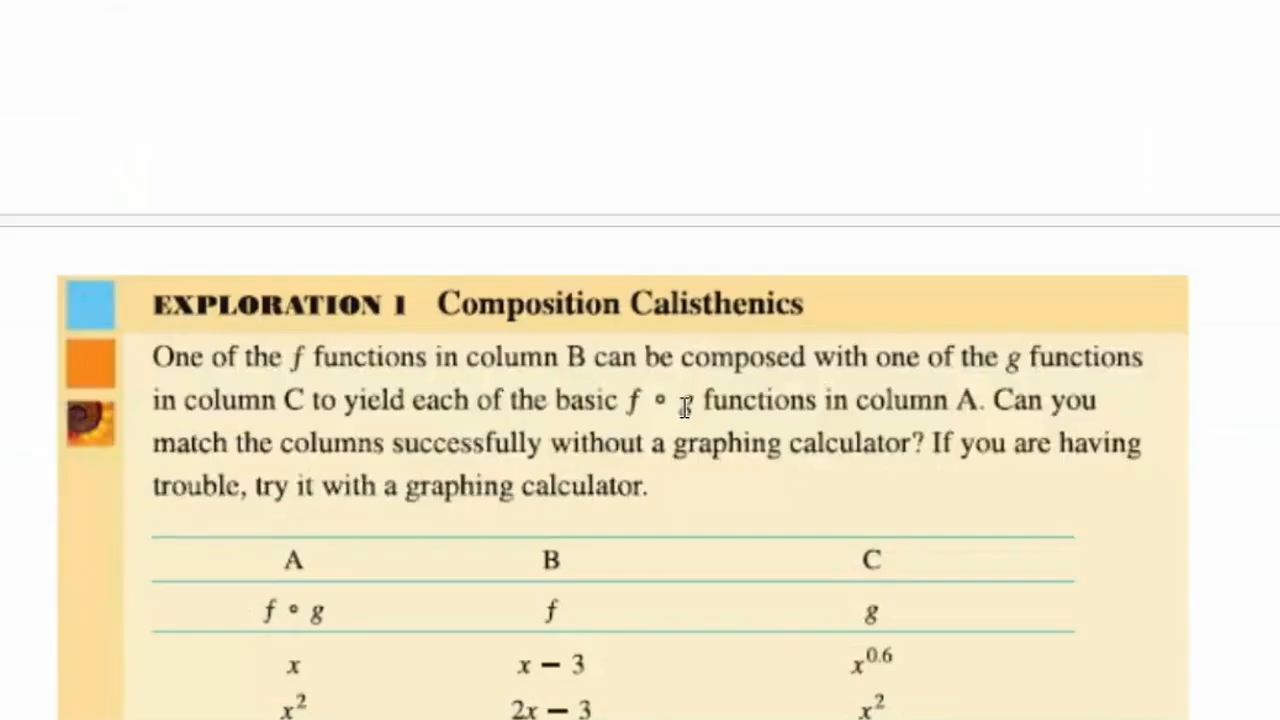 EXPLORATION 1 Composition Calisthenics
One of the f functions in column B can be composed with one of the g functions
in column C to yield each of the basic f ∘ g functions in column A. Can you
match the columns successfully without a graphing calculator? If you are having
trouble, try it with a graphing calculator.
A B C
f ∘ g f g
x x − 3 x^0.6
x² 2x − 3 x²